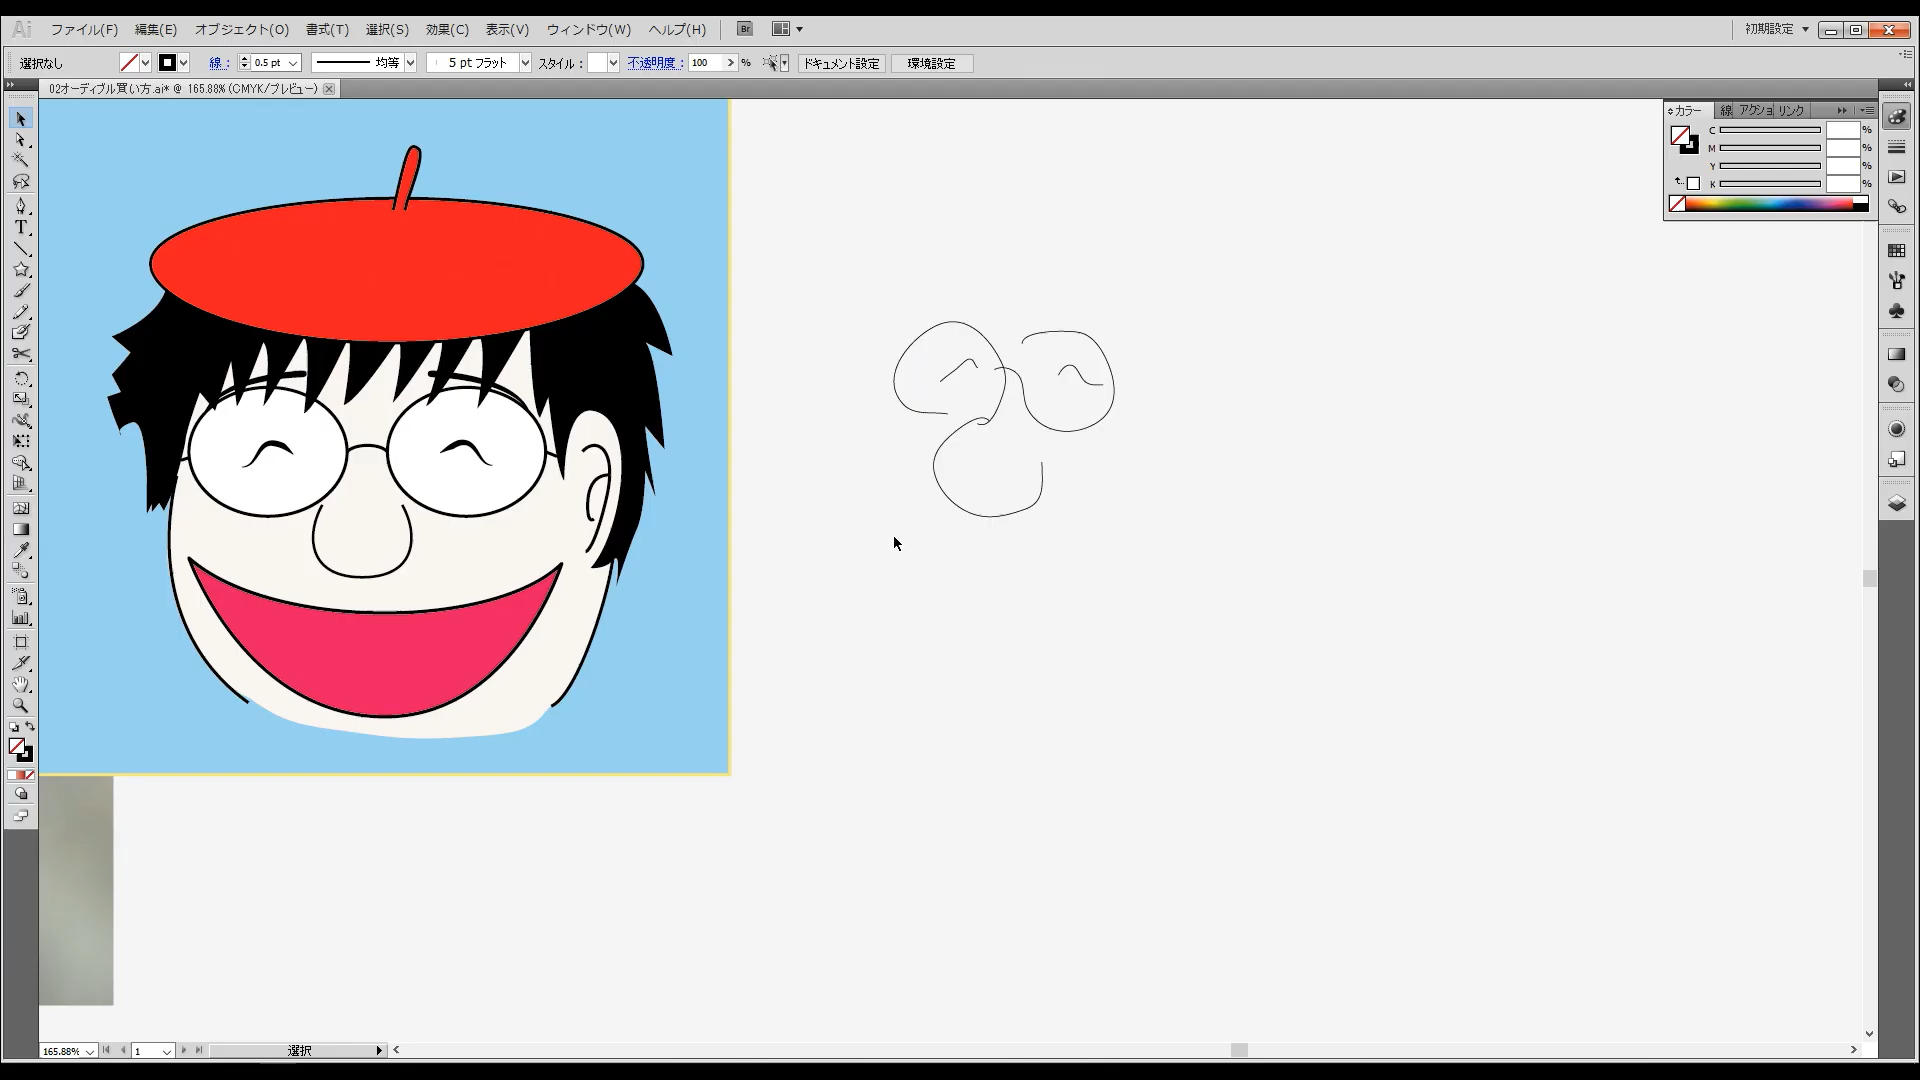 Ai ファイル(F) 編集(E) オブジェクト(O) 書式(T) 選択(S) 効果(C) 表示(V) ウィンドウ(W) ヘルプ(H) Br 初期設定
選択なし 線 : 0.5 pt 均等 5 pt フラット スタイル : 不透明度 : 100 % ドキュメント設定 環境設定
02オーディブル買い方.ai* @ 165.88% (CMYK/プレビュー)
カラー 線 アクショ リンク
C %
M %
Y %
K %
T
165.88% 1 選択